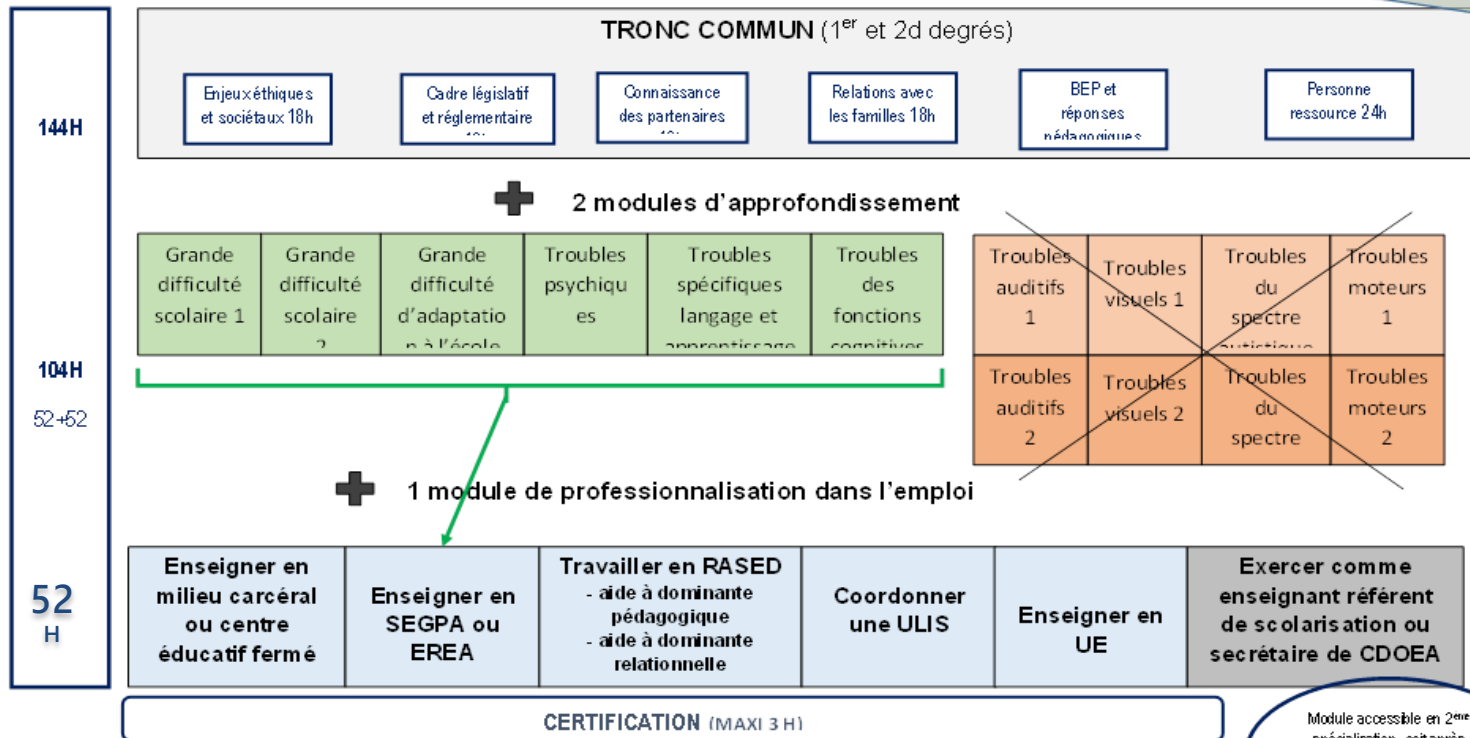 TRONC COMMUN (1er et 2d degrés)
144H
Enjeux éthiques
et sociétaux 18h
Cadre législatif
et réglementaire
Connaissance
des partenaires
Relations avec
les familles 18h
BEP et
réponses
pédagogiques
Personne
ressource 24h
2 modules d'approfondissement
104H
52+52
Grande
difficulté
scolaire 1
Grande
difficulté
scolaire
2
Grande
difficulté
d'adaptatio
n à l'école
Troubles
psychiqu
es
Troubles
spécifiques
langage et
apprentissage
Troubles
des
fonctions
cognitives
Troubles
auditifs
1
Troubles
visuels 1
Troubles
du
spectre
autistique
Troubles
moteurs
1
Troubles
auditifs
2
Troubles
visuels 2
Troubles
du
spectre
Troubles
moteurs
2
1 module de professionnalisation dans l'emploi
52
H
Enseigner en
milieu carcéral
ou centre
éducatif fermé
Enseigner en
SEGPA ou
EREA
Travailler en RASED
- aide à dominante
pédagogique
- aide à dominante
relationnelle
Coordonner
une ULIS
Enseigner en
UE
Exercer comme
enseignant référent
de scolarisation ou
secrétaire de CDOEA
CERTIFICATION (MAXI 3 H)
Module accessible en 2ème